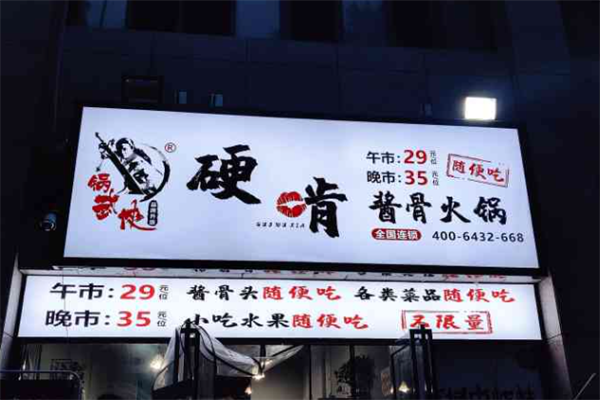 锅武侠
®
硬啃
午市:29元/位
晚市:35元/位
随便吃
酱骨火锅
全国连锁 400-6432-668
午市:29元/位 酱骨头随便吃 各类菜品随便吃
晚市:35元/位 小吃水果随便吃 不限量